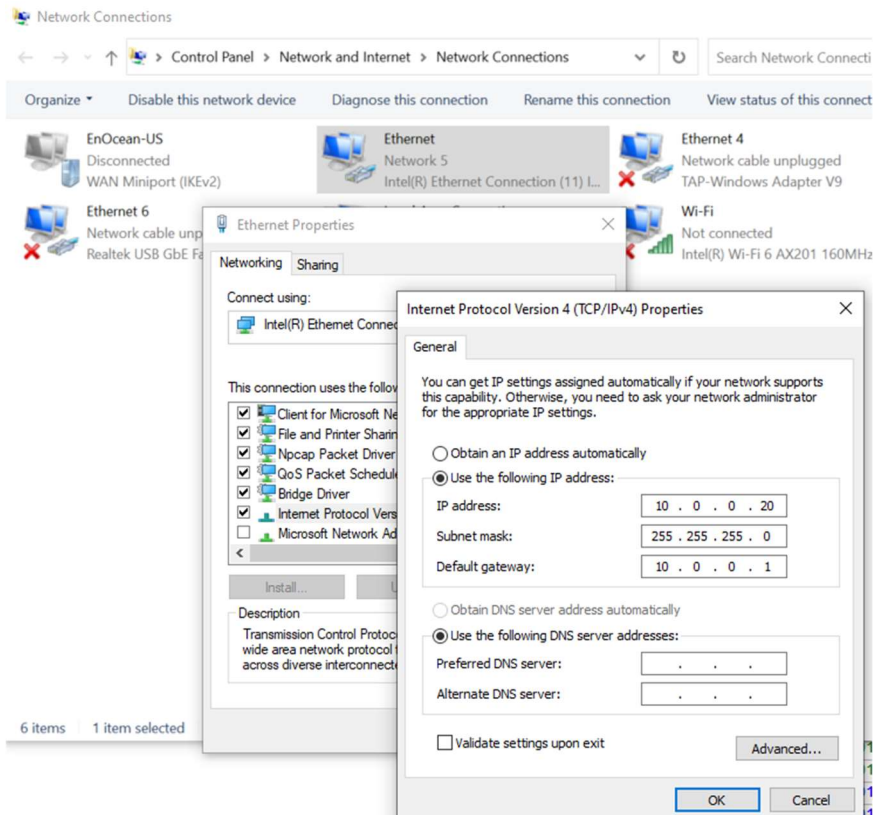 Network Connections
Control Panel > Network and Internet > Network Connections
Search Network Connecti
Organize
Disable this network device
Diagnose this connection
Rename this connection
View status of this connect
EnOcean-US
Disconnected
WAN Miniport (IKEv2)
Ethernet
Network 5
Intel(R) Ethernet Connection (11) I...
Ethernet 4
Network cable unplugged
TAP-Windows Adapter V9
Ethernet 6
Network cable unp
Realtek USB GbE Fa
Wi-Fi
Not connected
Intel(R) Wi-Fi 6 AX201 160MHz
Ethernet Properties
Networking
Sharing
Connect using:
Intel(R) Ethernet Connec
This connection uses the follow
Client for Microsoft Ne
File and Printer Sharin
Npcap Packet Driver
QoS Packet Schedule
Bridge Driver
Internet Protocol Vers
Microsoft Network Ad
Install...
U
Description
Transmission Control Protoc
wide area network protocol t
across diverse interconnecte
Internet Protocol Version 4 (TCP/IPv4) Properties
General
You can get IP settings assigned automatically if your network supports
this capability. Otherwise, you need to ask your network administrator
for the appropriate IP settings.
Obtain an IP address automatically
Use the following IP address:
IP address: 10 . 0 . 0 . 20
Subnet mask: 255 . 255 . 255 . 0
Default gateway: 10 . 0 . 0 . 1
Obtain DNS server address automatically
Use the following DNS server addresses:
Preferred DNS server: . . .
Alternate DNS server: . . .
Validate settings upon exit
Advanced...
OK
Cancel
6 items
1 item selected